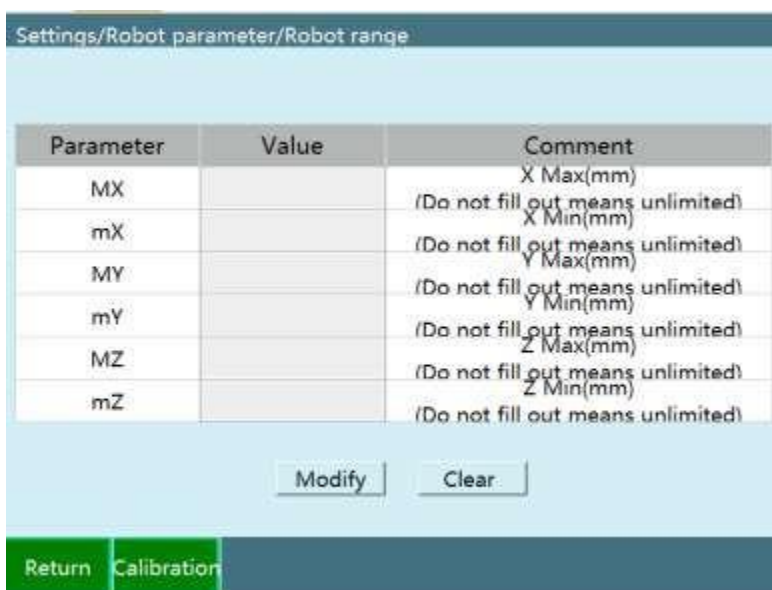 Settings/Robot parameter/Robot range
Parameter Value Comment
MX X Max(mm)
(Do not fill out means unlimited)
mX X Min(mm)
(Do not fill out means unlimited)
MY Y Max(mm)
(Do not fill out means unlimited)
mY Y Min(mm)
(Do not fill out means unlimited)
MZ Z Max(mm)
(Do not fill out means unlimited)
mZ Z Min(mm)
(Do not fill out means unlimited)
Modify Clear
Return Calibration